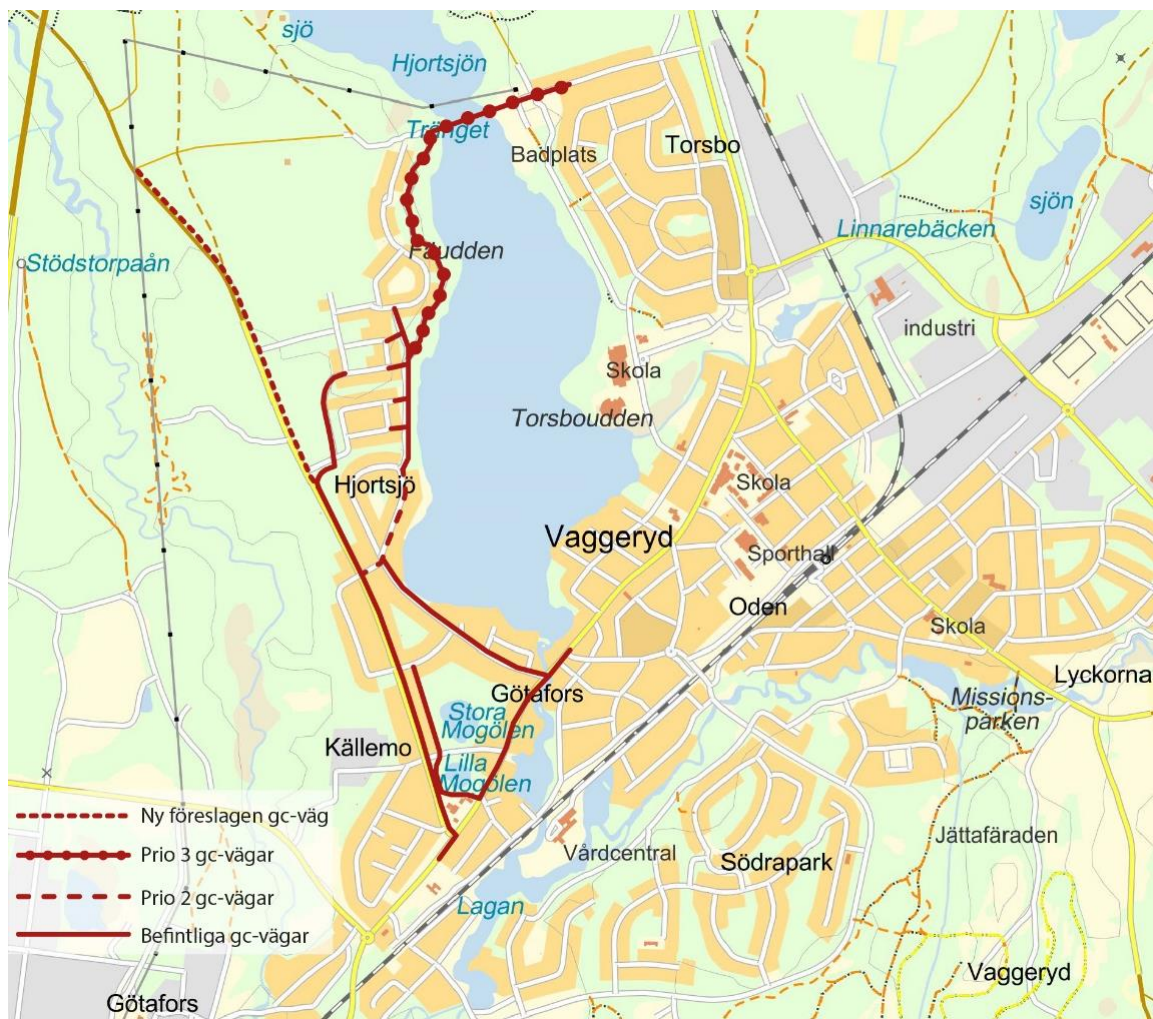 sjö
Hjortsjön
Tränget
Badplats
Torsbo
sjön
Linnarebäcken
Stödstorpaån
Fäudden
industri
Skola
Torsboudden
Hjortsjö
Skola
Vaggeryd
Sporthall
Oden
Skola
Lyckorna
Götafors
Missions-
parken
Stora
Mogölen
Källemo
Lilla
Mogölen
Ny föreslagen gc-väg
Prio 3 gc-vägar
Prio 2 gc-vägar
Befintliga gc-vägar
Vårdcentral
Södrapark
Jättafäraden
Lagan
Vaggeryd
Götafors